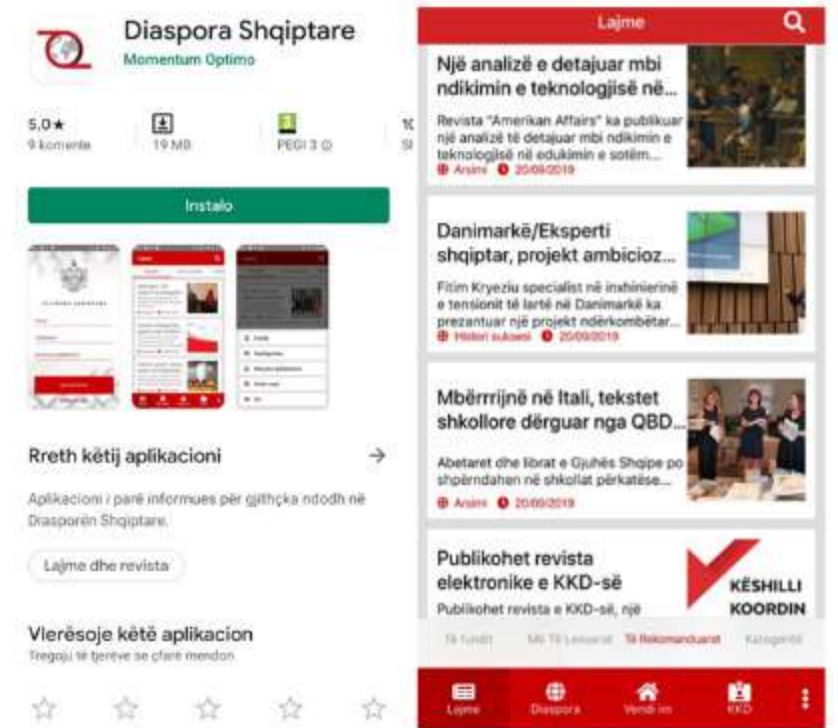 Diaspora Shqiptare
Momentum Optimo
5,0★
9 komente
19 MB
3
PEGI 3
Instalo
Rreth këtij aplikacioni
Aplikacioni i parë informues për gjithçka ndodh në
Diasporën Shqiptare.
Lajme dhe revista
Vlerësoje këtë aplikacion
Tregoju të tjerëve se çfarë mendon
Lajme
Një analizë e detajuar mbi
ndikimin e teknologjisë në...
Revista "Amerikan Affairs" ka publikuar
një analizë të detajuar mbi ndikimin e
teknologjisë në edukimin e sotëm...
Arsimi 20/09/2019
Danimarkë/Eksperti
shqiptar, projekt ambicioz...
Fitim Kryeziu specialist në inxhinierinë
e tensionit të lartë në Danimarkë ka
prezantuar një projekt ndërkombëtar...
Histori suksesi 20/09/2019
Mbërrrijnë në Itali, tekstet
shkollore dërguar nga QBD...
Abetaret dhe librat e Gjuhës Shqipe po
shpërndahen në shkollat përkatëse...
Arsimi 20/09/2019
Publikohet revista
elektronike e KKD-së
Publikohet revista e KKD-së, një
KËSHILLI
KOORDIN
Të fundit Më Të Lexuarat Të Rekomanduarat Kategoritë
Lajme Diaspora Vendi im KKD